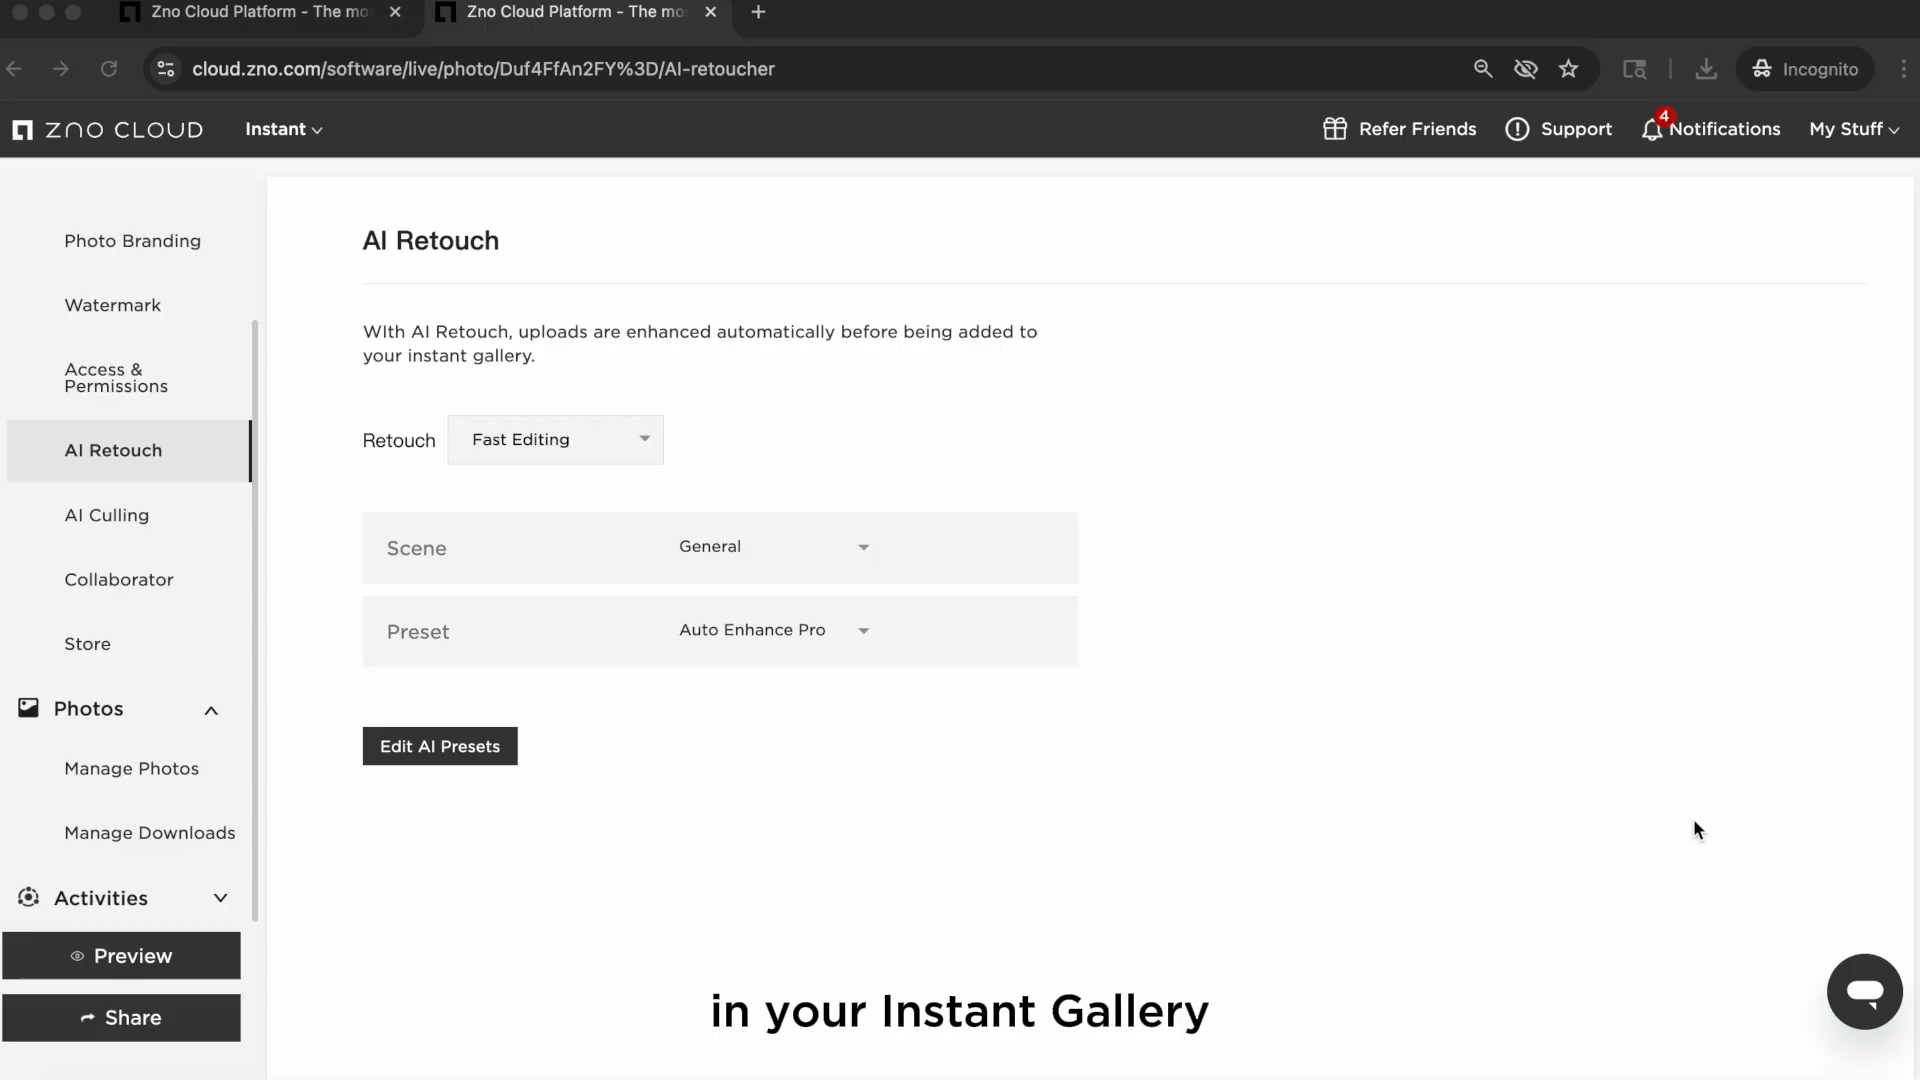 Zno Cloud Platform - The mo
Zno Cloud Platform - The mo
cloud.zno.com/software/live/photo/Duf4FfAn2FY%3D/AI-retoucher
Incognito
ZNO CLOUD
Instant
Refer Friends
Support
4
Notifications
My Stuff
Photo Branding
Watermark
Access &
Permissions
AI Retouch
AI Culling
Collaborator
Store
Photos
Manage Photos
Manage Downloads
Activities
Preview
Share
AI Retouch
WIth AI Retouch, uploads are enhanced automatically before being added to
your instant gallery.
Retouch
Fast Editing
Scene
General
Preset
Auto Enhance Pro
Edit AI Presets
in your Instant Gallery